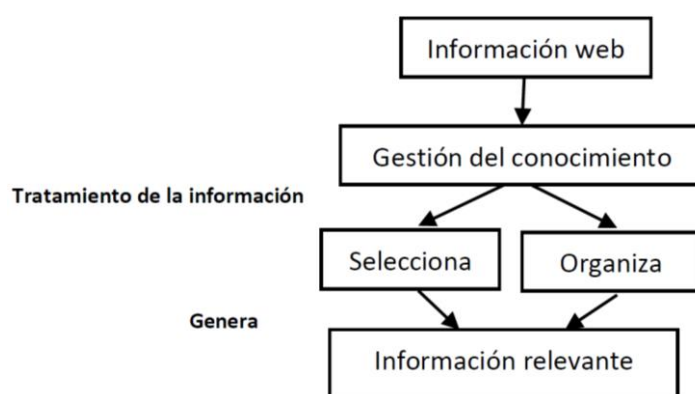 Información web
Gestión del conocimiento
Tratamiento de la información
Selecciona
Organiza
Genera
Información relevante